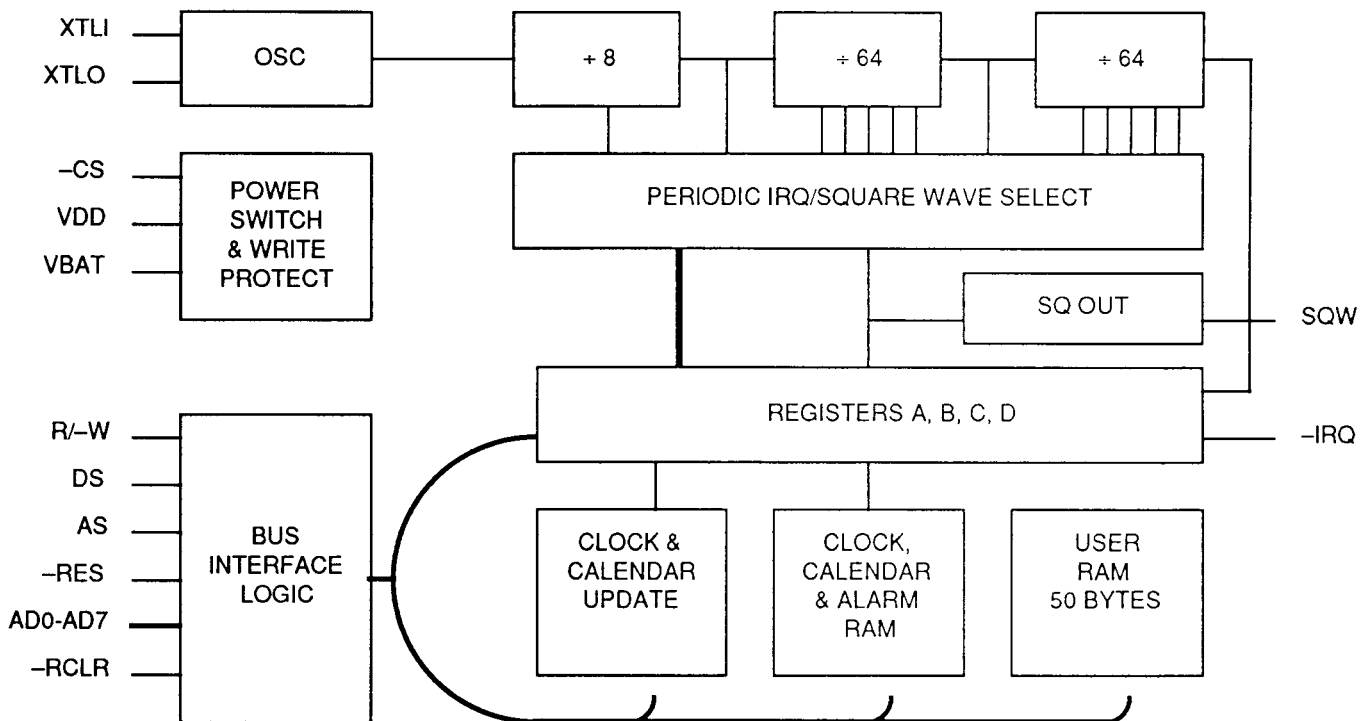 XTLI
XTLO
OSC
÷ 8
÷ 64
÷ 64
–CS
VDD
VBAT
POWER
SWITCH
& WRITE
PROTECT
PERIODIC IRQ/SQUARE WAVE SELECT
SQ OUT
SQW
REGISTERS A, B, C, D
–IRQ
R/–W
DS
AS
–RES
AD0-AD7
–RCLR
BUS
INTERFACE
LOGIC
CLOCK &
CALENDAR
UPDATE
CLOCK,
CALENDAR
& ALARM
RAM
USER
RAM
50 BYTES